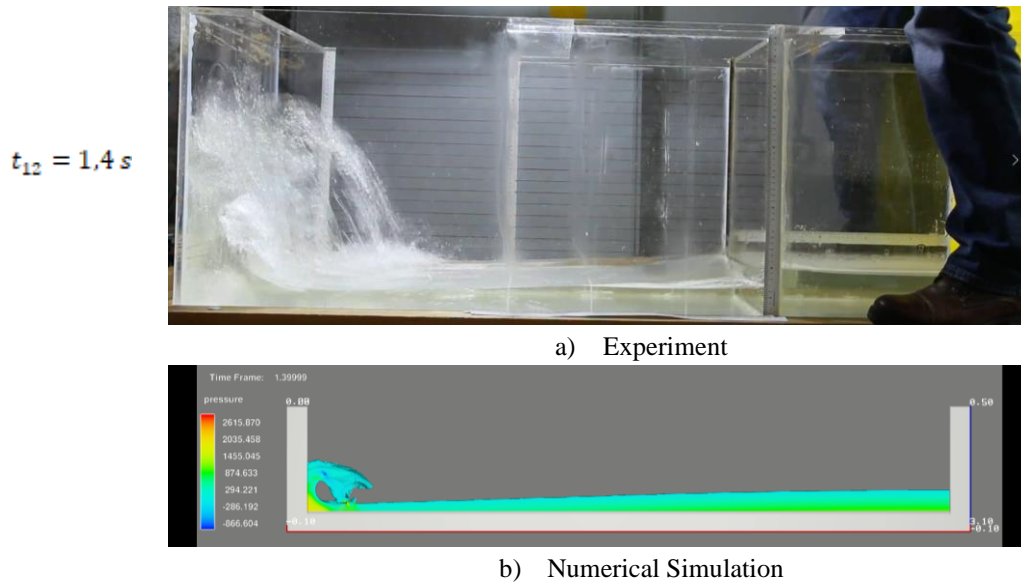 t₁₂ = 1,4 s
a) Experiment
Time Frame: 1.39999
pressure
0.00
0.50
2615.870
2035.458
1455.045
874.633
294.221
-286.192
-866.604
-0.10
3.10
-0.10
b) Numerical Simulation